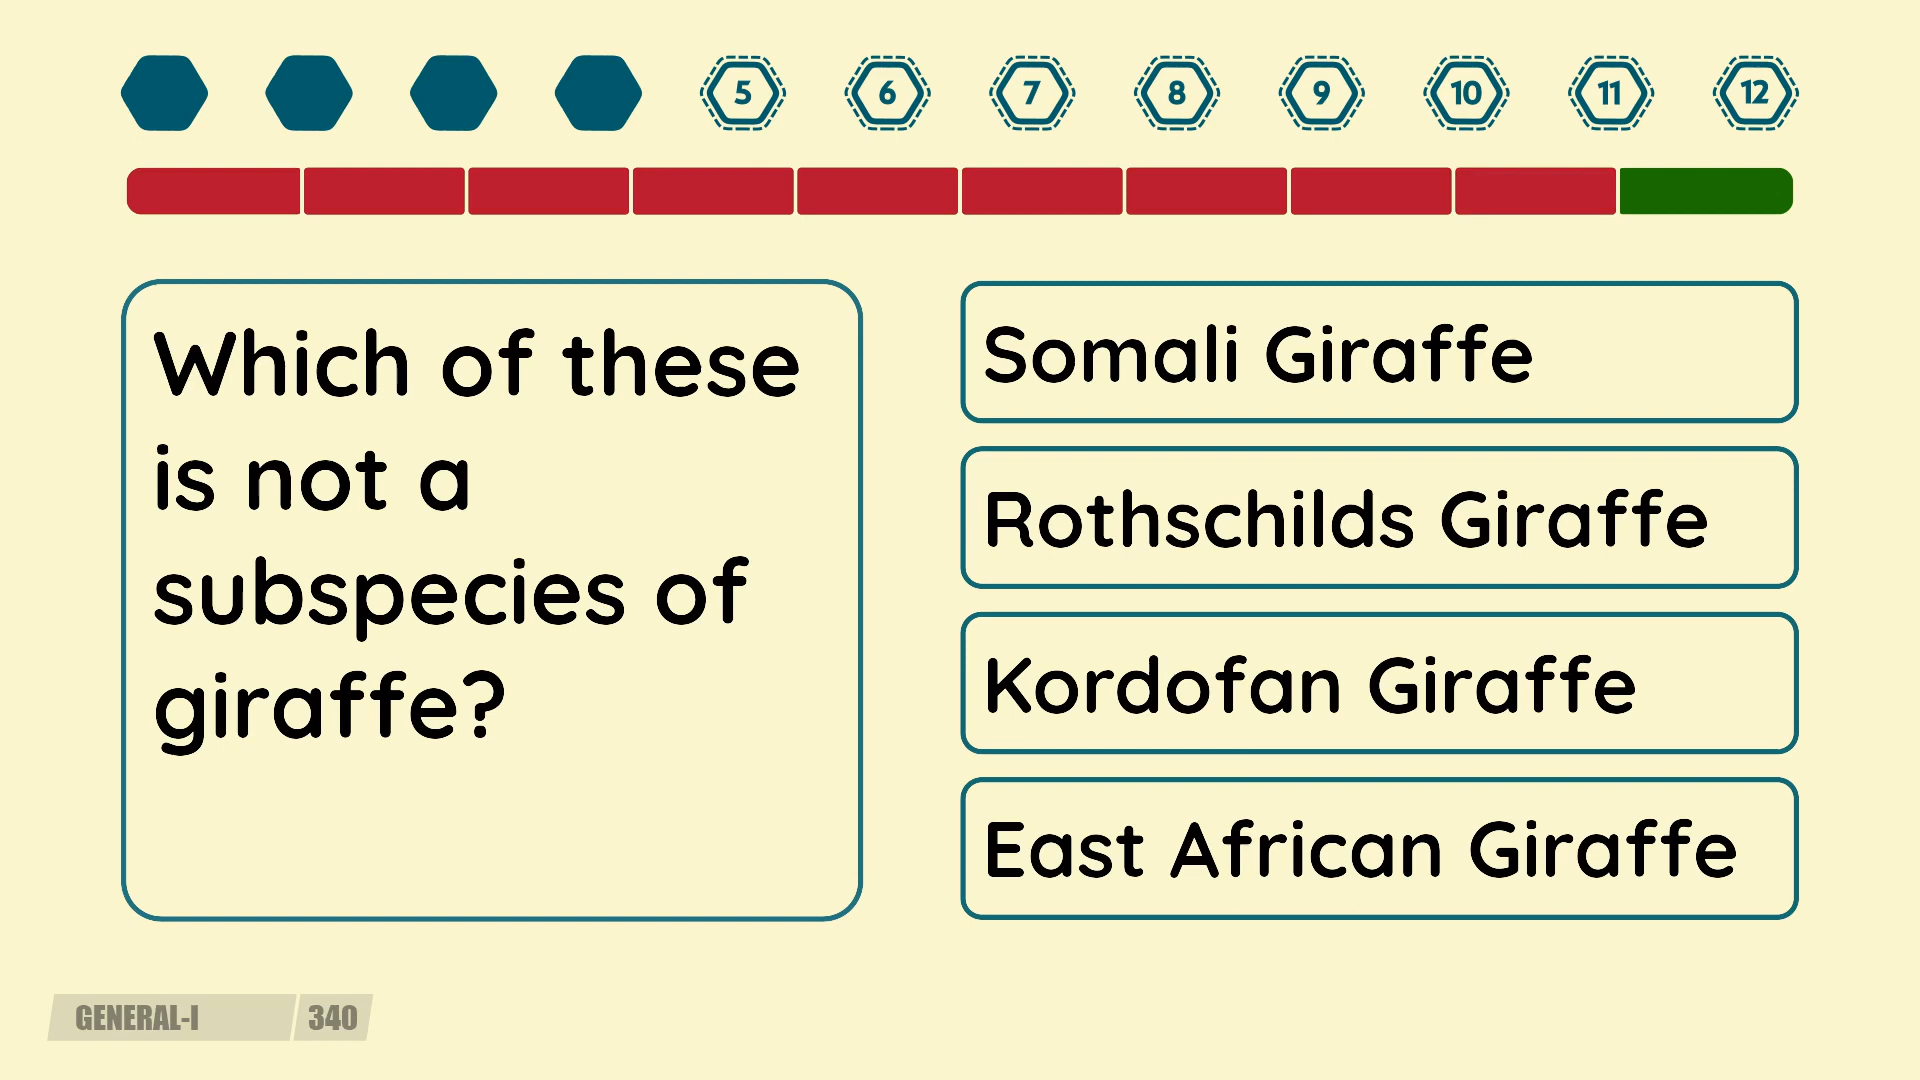 5 6 7 8 9 10 11 12
Which of these
is not a
subspecies of
giraffe?
Somali Giraffe
Rothschilds Giraffe
Kordofan Giraffe
East African Giraffe
GENERAL-I 340